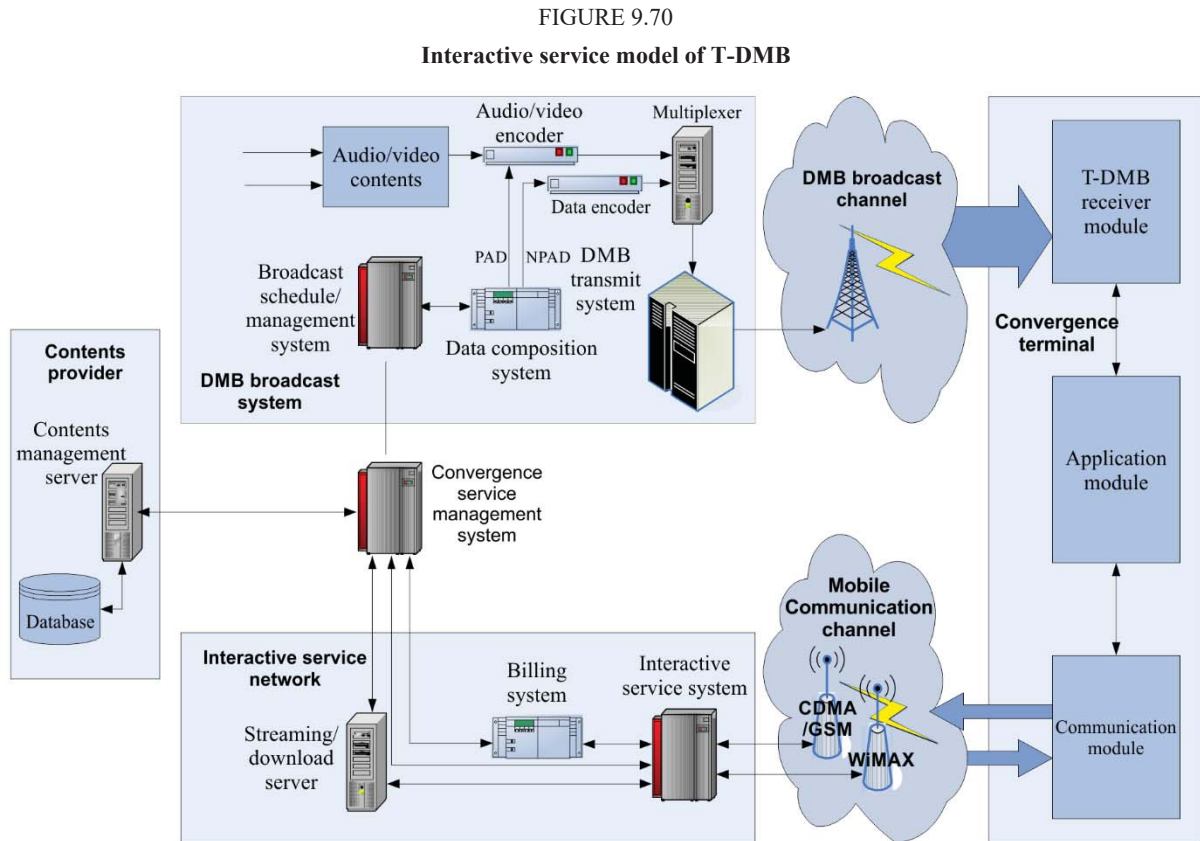 FIGURE 9.70
Interactive service model of T-DMB
Audio/video
contents
Audio/video
encoder
Multiplexer
Data encoder
PAD
NPAD
DMB
transmit
system
Broadcast
schedule/
management
system
Data composition
system
DMB broadcast
system
DMB broadcast
channel
T-DMB
receiver
module
Convergence
terminal
Application
module
Communication
module
Contents
provider
Contents
management
server
Database
Convergence
service
management
system
Interactive service
network
Streaming/
download
server
Billing
system
Interactive
service system
Mobile
Communication
channel
CDMA
/GSM
WiMAX